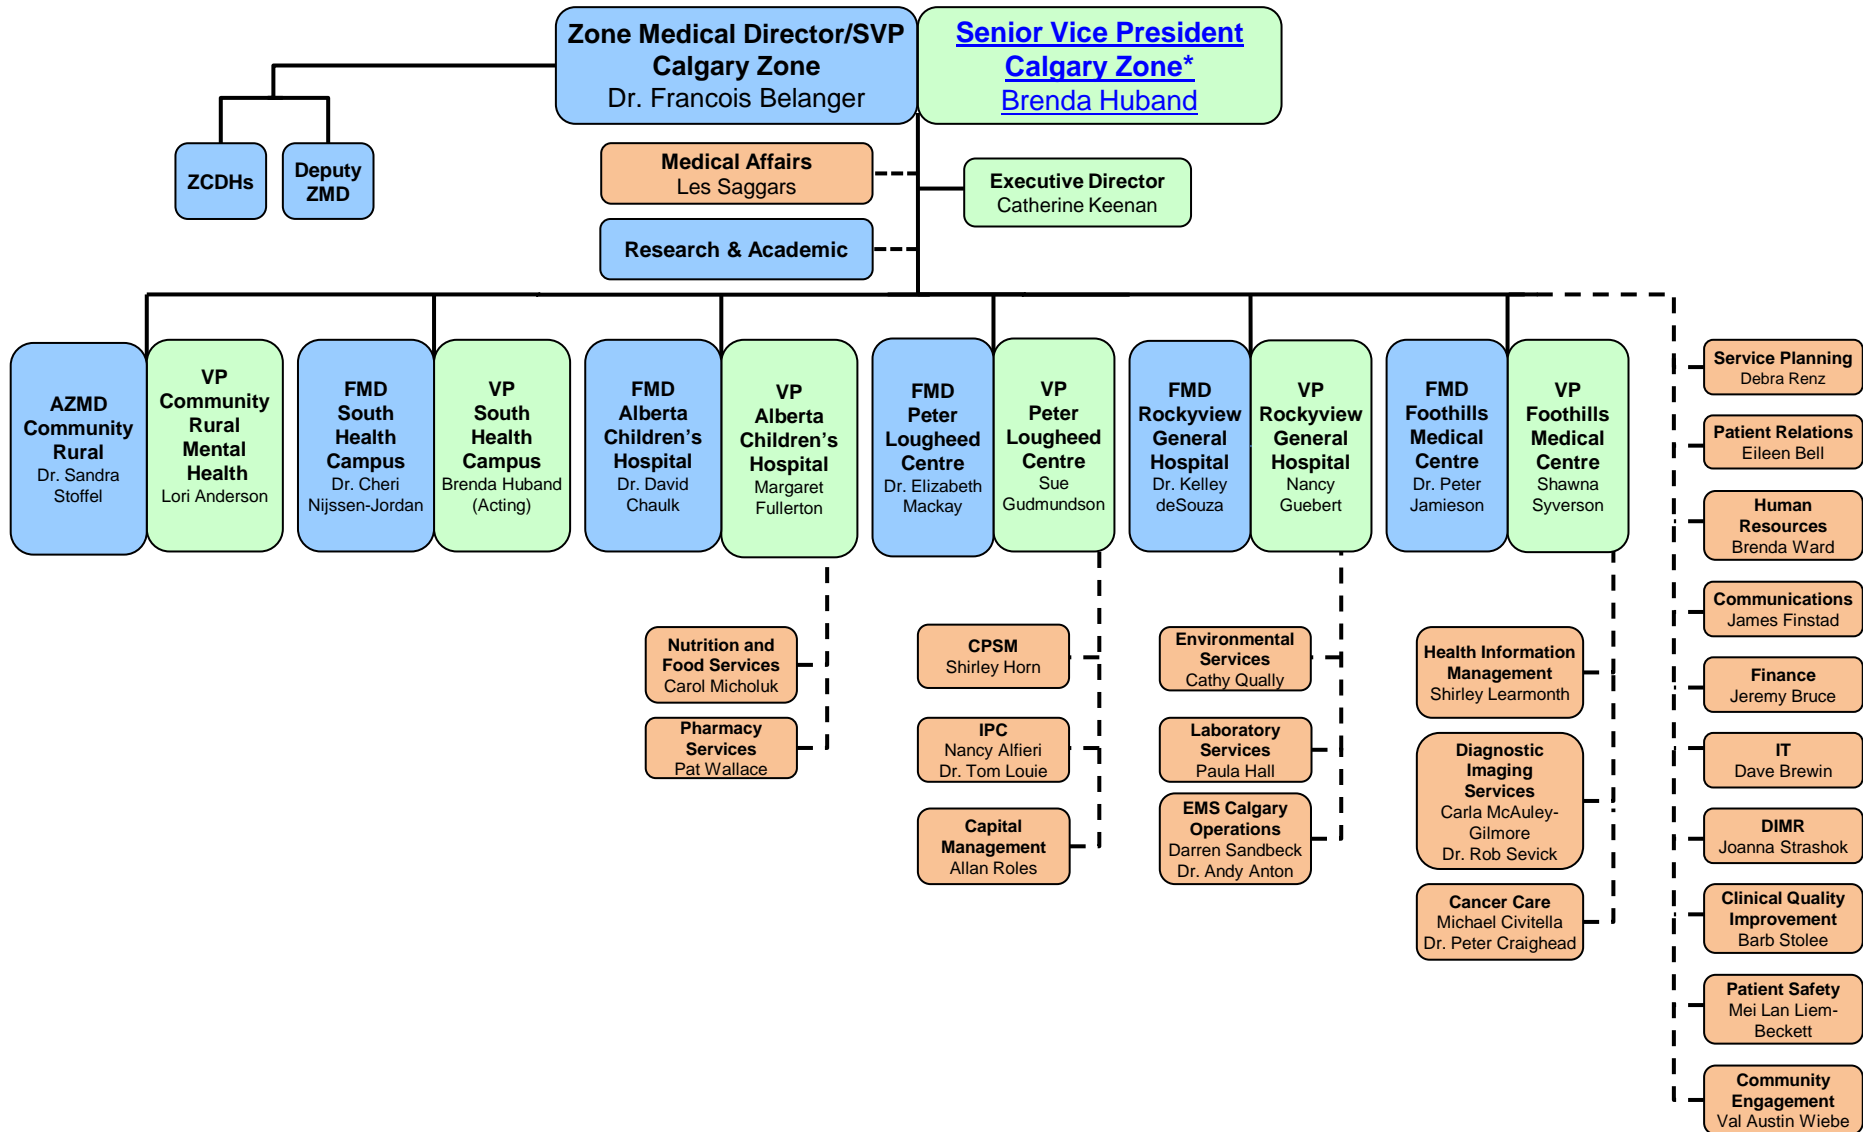 Zone Medical Director/SVP
Calgary Zone
Dr. Francois Belanger
Senior Vice President
Calgary Zone*
Brenda Huband
ZCDHs
Deputy
ZMD
Medical Affairs
Les Saggars
Executive Director
Catherine Keenan
Research & Academic
AZMD
Community
Rural
Dr. Sandra
Stoffel
VP
Community
Rural
Mental
Health
Lori Anderson
FMD
South
Health
Campus
Dr. Cheri
Nijssen-Jordan
VP
South
Health
Campus
Brenda Huband
(Acting)
FMD
Alberta
Children's
Hospital
Dr. David
Chaulk
VP
Alberta
Children's
Hospital
Margaret
Fullerton
FMD
Peter
Lougheed
Centre
Dr. Elizabeth
Mackay
VP
Peter
Lougheed
Centre
Sue
Gudmundson
FMD
Rockyview
General
Hospital
Dr. Kelley
deSouza
VP
Rockyview
General
Hospital
Nancy
Guebert
FMD
Foothills
Medical
Centre
Dr. Peter
Jamieson
VP
Foothills
Medical
Centre
Shawna
Syverson
Nutrition and
Food Services
Carol Micholuk
Pharmacy
Services
Pat Wallace
CPSM
Shirley Horn
IPC
Nancy Alfieri
Dr. Tom Louie
Capital
Management
Allan Roles
Environmental
Services
Cathy Qually
Laboratory
Services
Paula Hall
EMS Calgary
Operations
Darren Sandbeck
Dr. Andy Anton
Health Information
Management
Shirley Learmonth
Diagnostic
Imaging
Services
Carla McAuley-
Gilmore
Dr. Rob Sevick
Cancer Care
Michael Civitella
Dr. Peter Craighead
Service Planning
Debra Renz
Patient Relations
Eileen Bell
Human
Resources
Brenda Ward
Communications
James Finstad
Finance
Jeremy Bruce
IT
Dave Brewin
DIMR
Joanna Strashok
Clinical Quality
Improvement
Barb Stolee
Patient Safety
Mei Lan Liem-
Beckett
Community
Engagement
Val Austin Wiebe